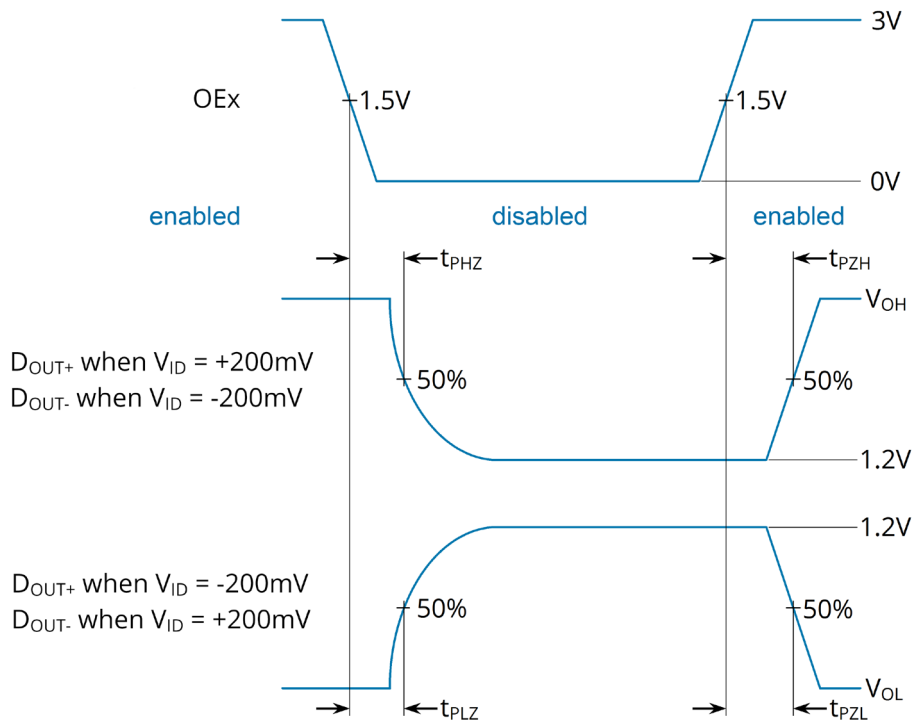 3V
OEx
1.5V
1.5V
0V
enabled
disabled
enabled
tPHZ
tPZH
VOH
DOUT+ when VID = +200mV
DOUT- when VID = -200mV
50%
50%
1.2V
1.2V
DOUT+ when VID = -200mV
DOUT- when VID = +200mV
50%
50%
VOL
tPLZ
tPZL